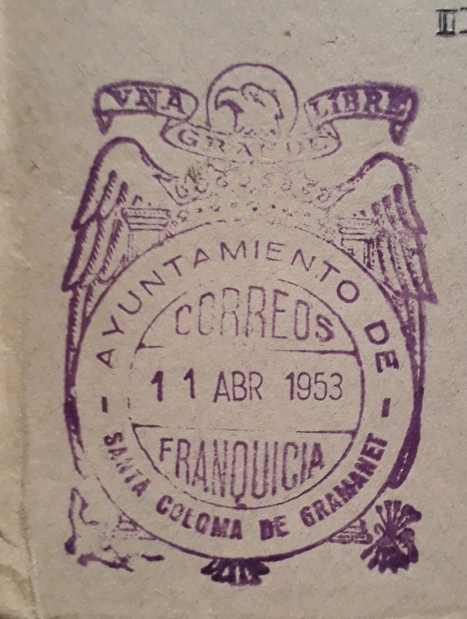 VNA
GRANDE
LIBRE
AYUNTAMIENTO DE
CORREOS
11 ABR 1953
FRANQUICIA
SANTA COLOMA DE GRAMANET